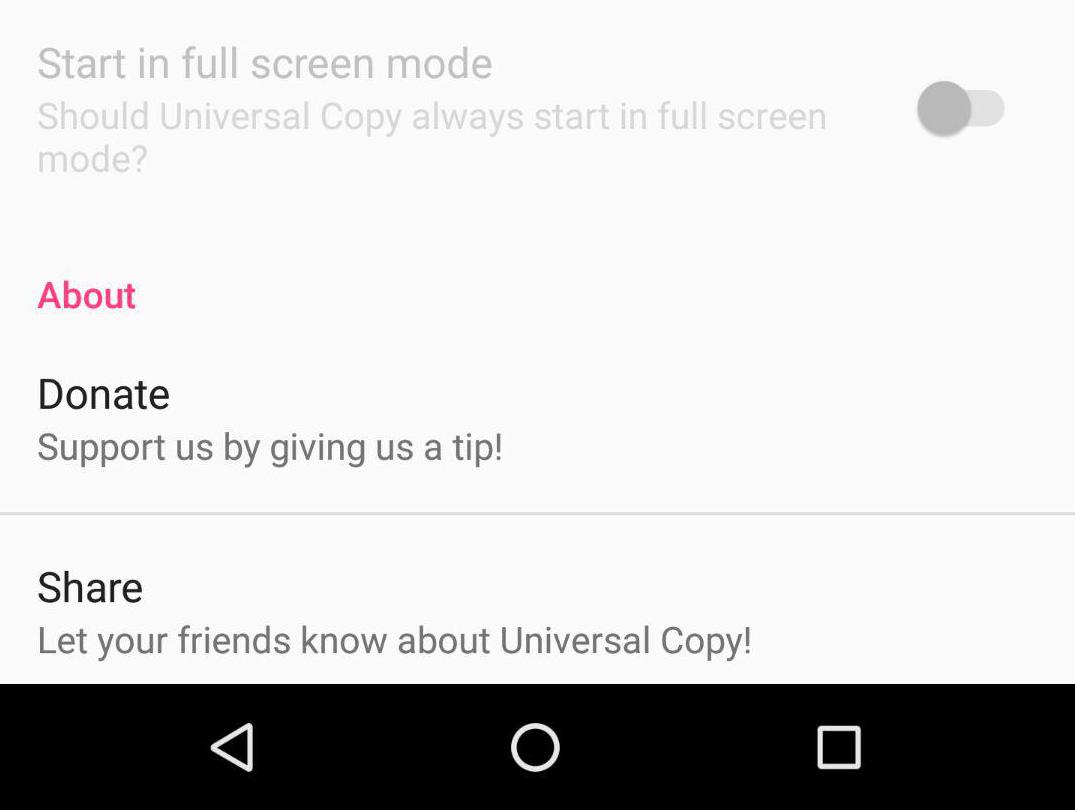 Start in full screen mode
Should Universal Copy always start in full screen
mode?
About
Donate
Support us by giving us a tip!
Share
Let your friends know about Universal Copy!